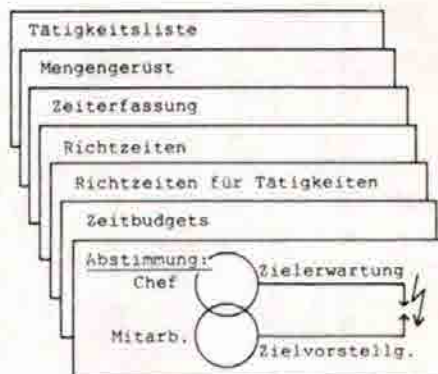 Tätigkeitsliste
Mengengerüst
Zeiterfassung
Richtzeiten
Richtzeiten für Tätigkeiten
Zeitbudgets
Abstimmung:
Chef Zielerwartung
Mitarb.
Zielvorstellg.